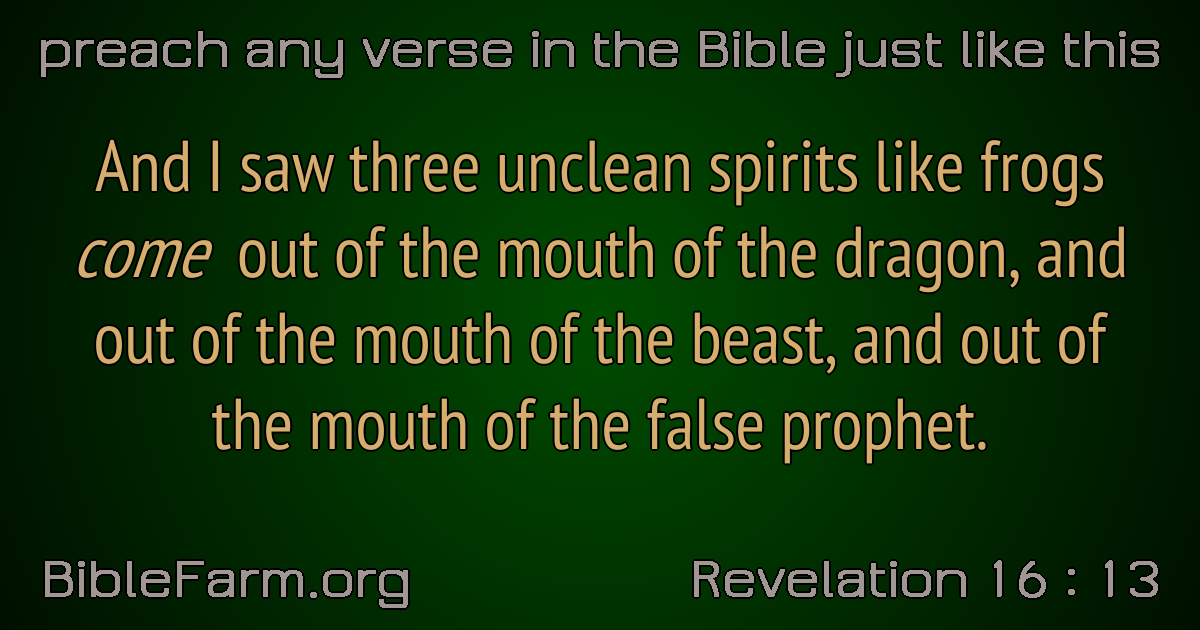 preach any verse in the Bible just like this
And I saw three unclean spirits like frogs
come out of the mouth of the dragon, and
out of the mouth of the beast, and out of
the mouth of the false prophet.
BibleFarm.org
Revelation 16 : 13